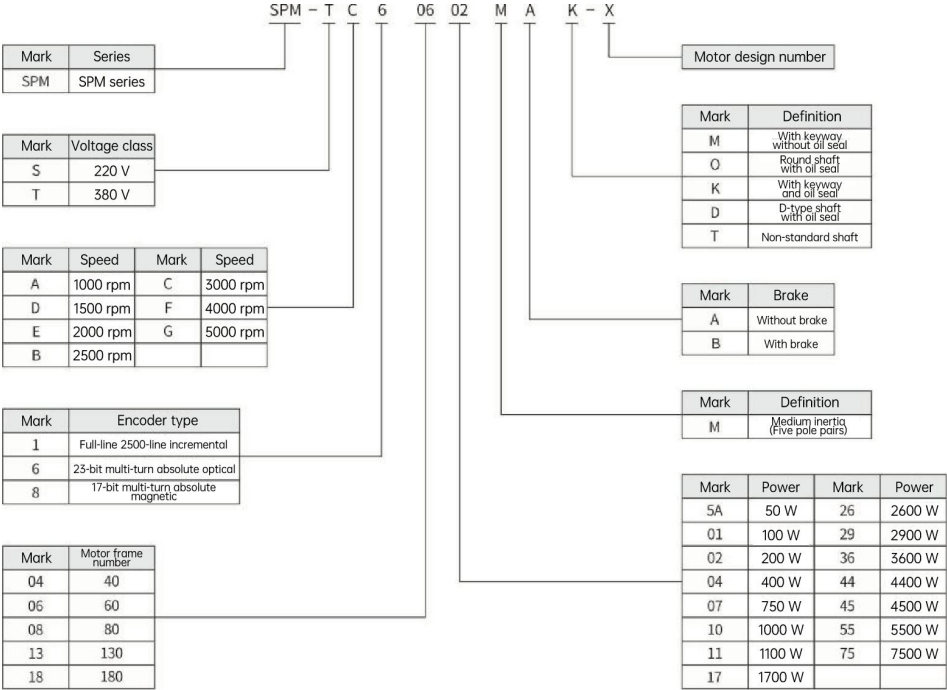 SPM - T C 6 06 02 M A K - X
Mark Series
SPM SPM series
Motor design number
Mark Voltage class
S 220 V
T 380 V
Mark Definition
M With keyway
without oil seal
O Round shaft
with oil seal
K With keyway
and oil seal
D D-type shaft
with oil seal
T Non-standard shaft
Mark Speed Mark Speed
A 1000 rpm C 3000 rpm
D 1500 rpm F 4000 rpm
E 2000 rpm G 5000 rpm
B 2500 rpm
Mark Brake
A Without brake
B With brake
Mark Encoder type
1 Full-line 2500-line incremental
6 23-bit multi-turn absolute optical
8 17-bit multi-turn absolute
magnetic
Mark Definition
M Medium inertia
(Five pole pairs)
Mark Motor frame
number
04 40
06 60
08 80
13 130
18 180
Mark Power Mark Power
5A 50 W 26 2600 W
01 100 W 29 2900 W
02 200 W 36 3600 W
04 400 W 44 4400 W
07 750 W 45 4500 W
10 1000 W 55 5500 W
11 1100 W 75 7500 W
17 1700 W